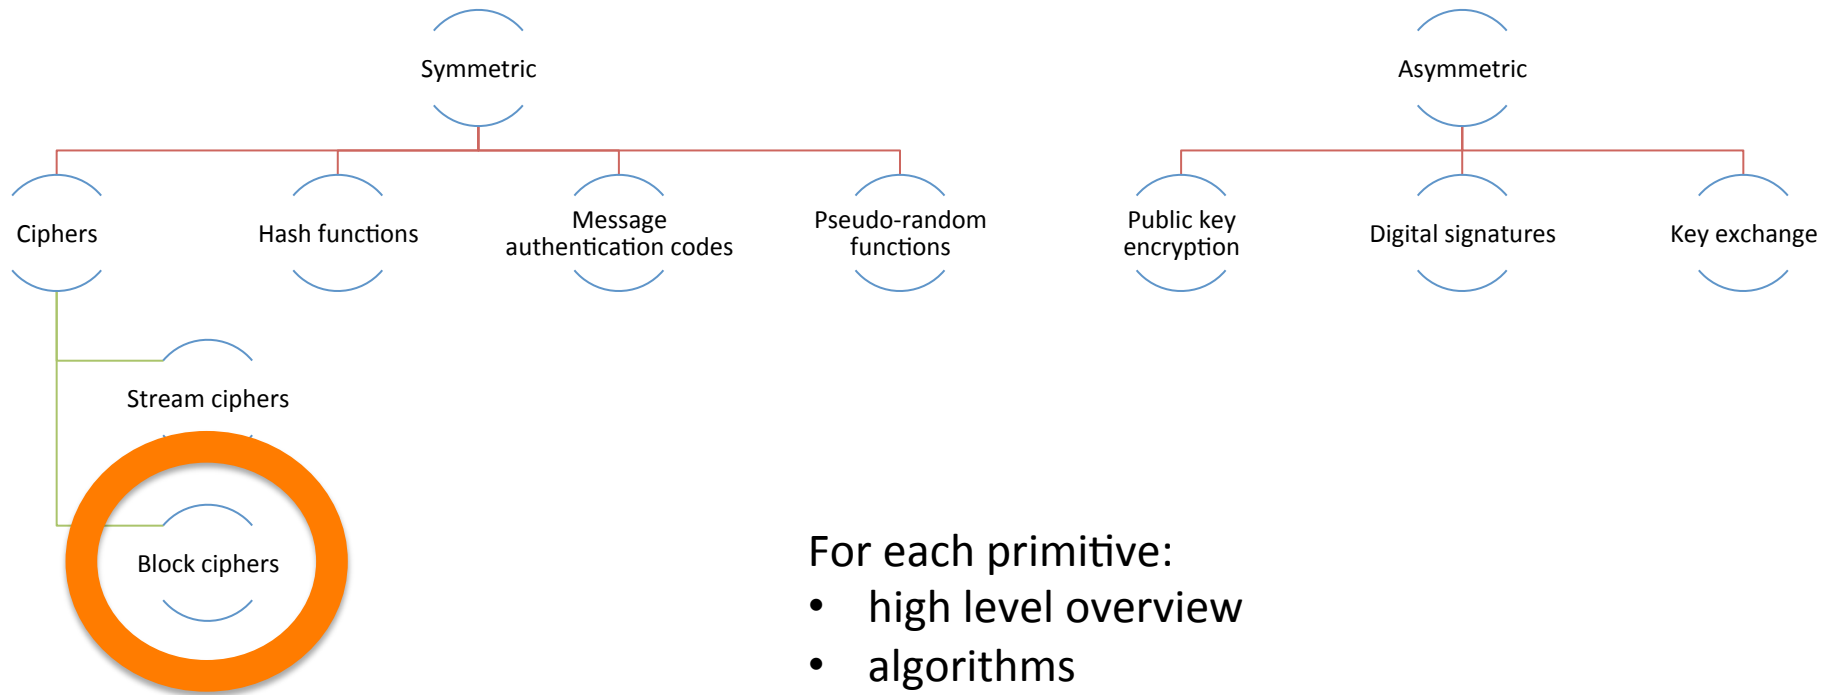 Symmetric
Asymmetric
Ciphers
Hash functions
Message
authentication codes
Pseudo-random
functions
Public key
encryption
Digital signatures
Key exchange
Stream ciphers
Block ciphers
For each primitive:
• high level overview
• algorithms